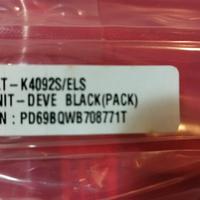 T-K4092S/ELS
NIT-DEVE BLACK(PACK)
N : PD69BQWB708771T